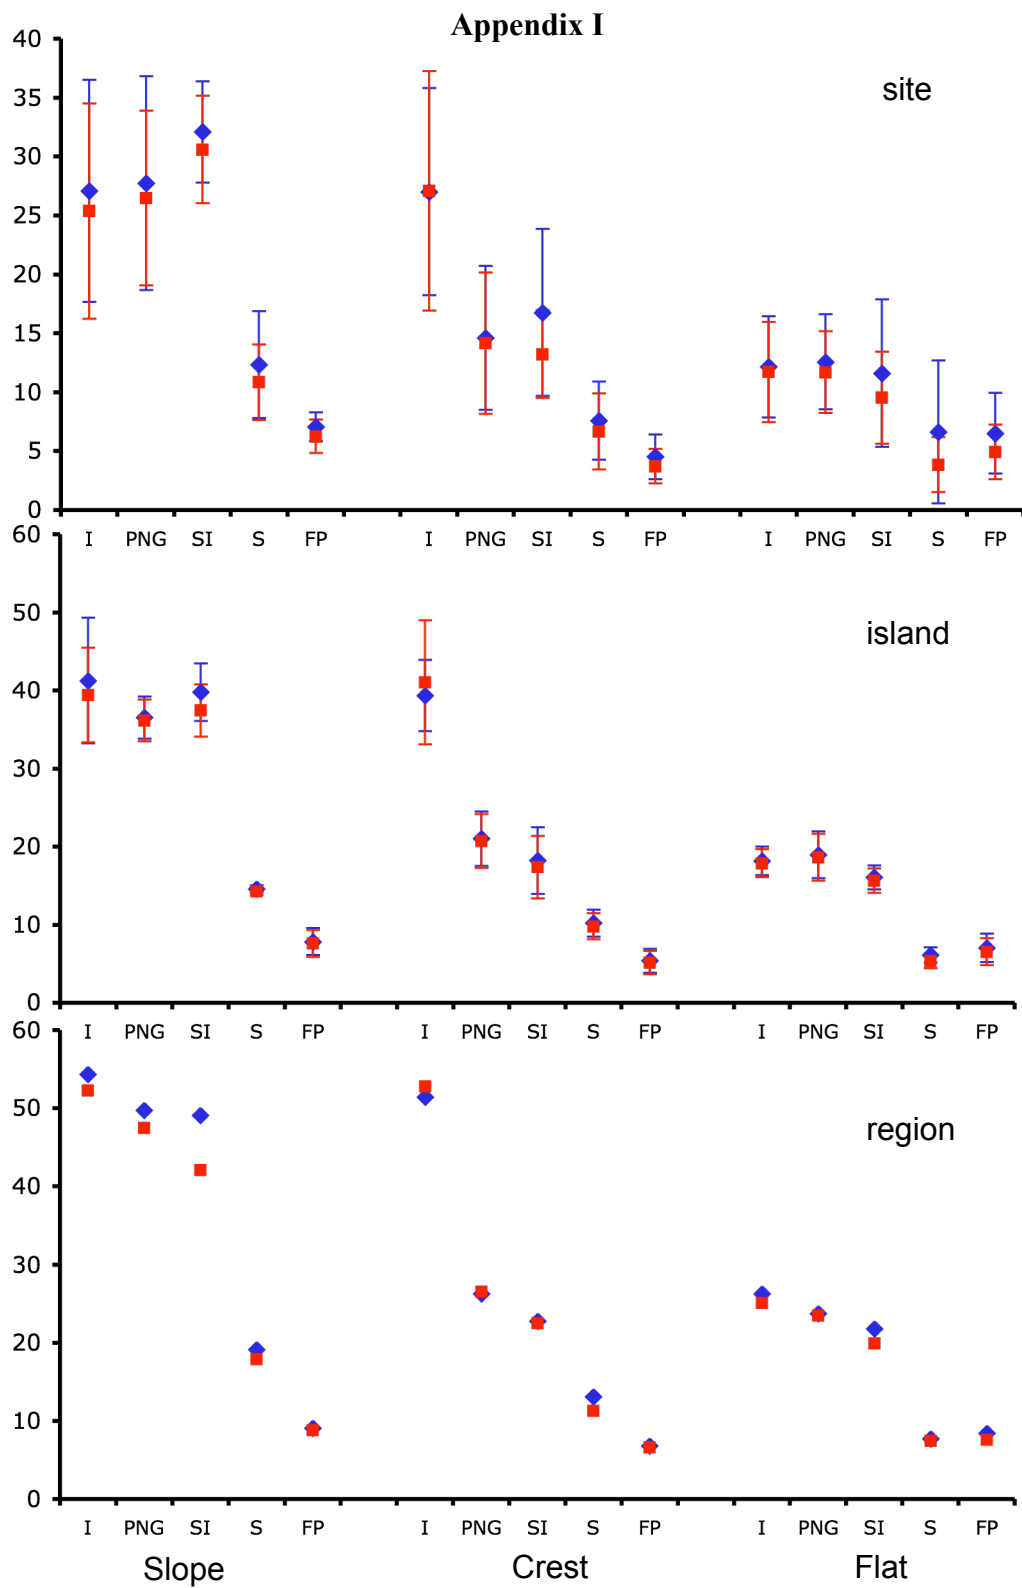 Appendix I
40
site
35
30
25
20
15
10
5
0
I PNG SI S FP I PNG SI S FP I PNG SI S FP
60
50
island
40
30
20
10
0
I PNG SI S FP I PNG SI S FP I PNG SI S FP
60
50
region
40
30
20
10
0
I PNG SI S FP I PNG SI S FP I PNG SI S FP
Slope Crest Flat